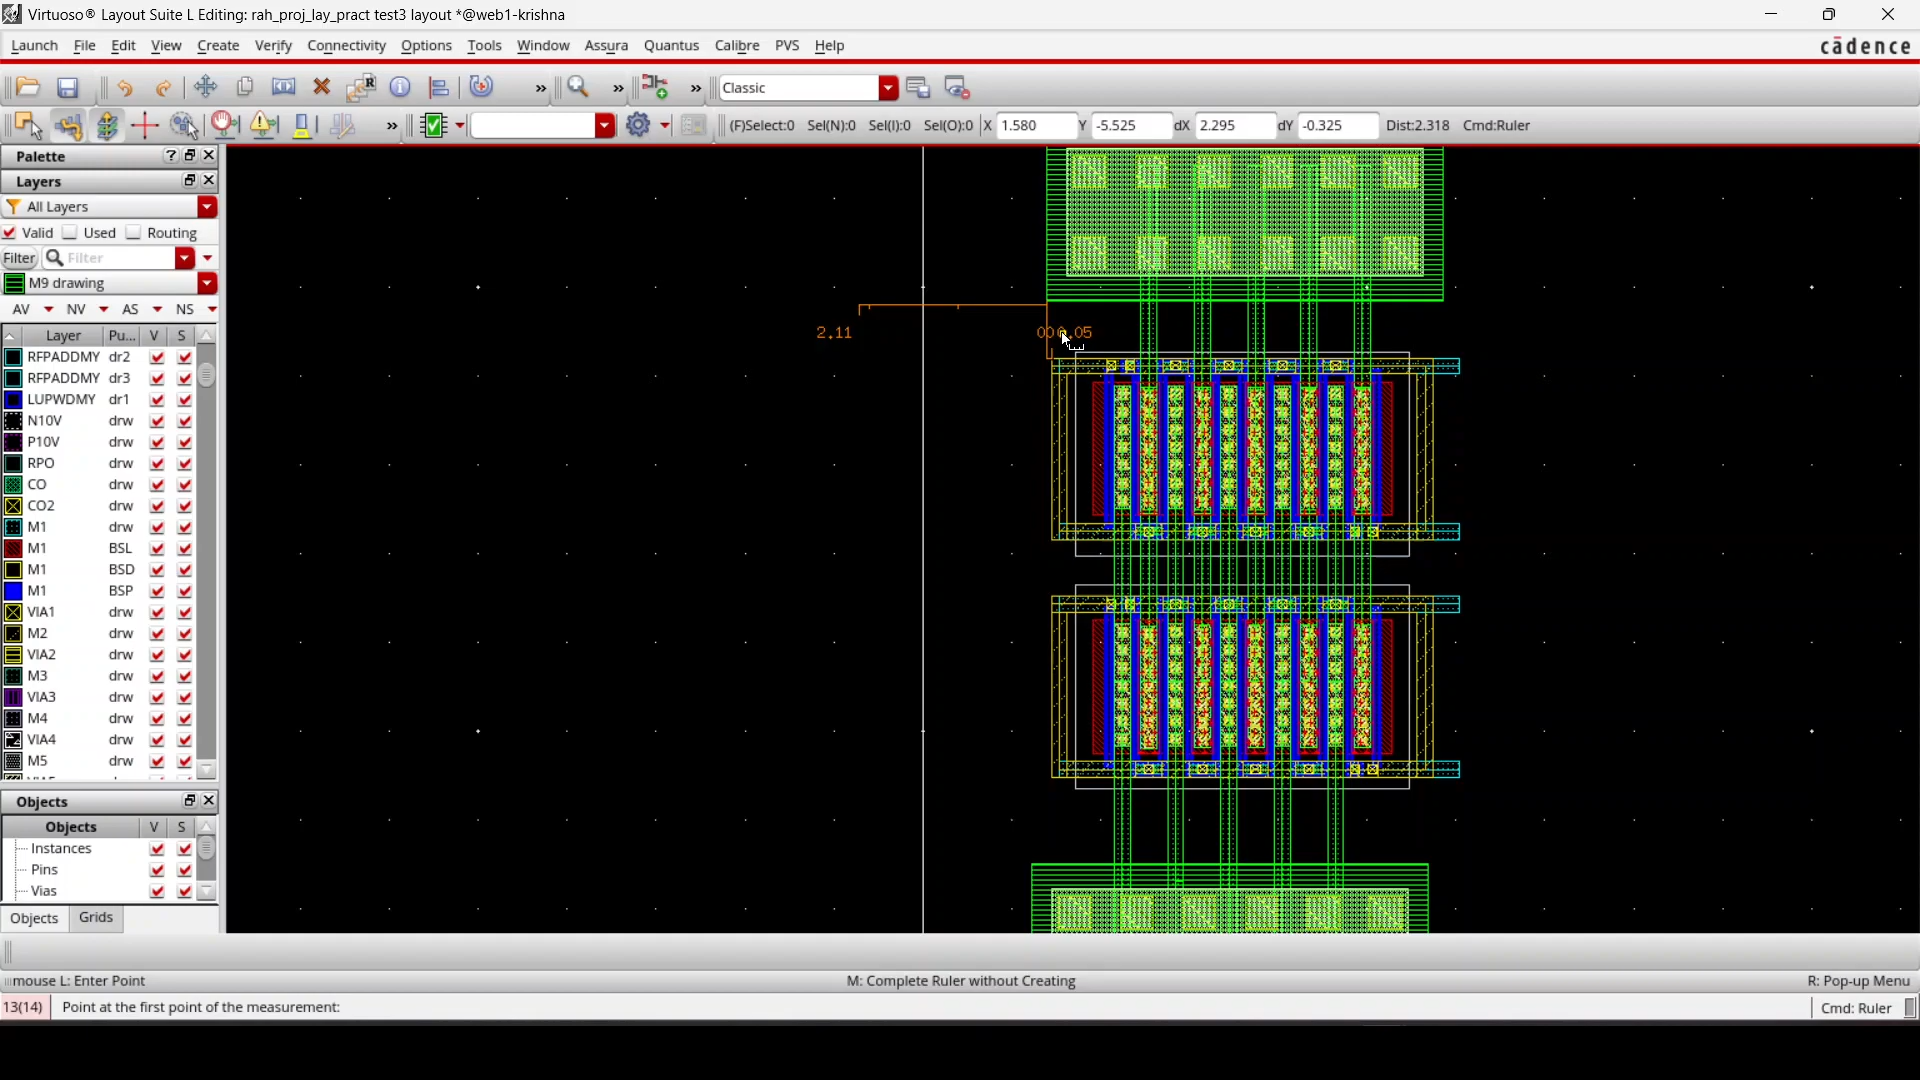 Virtuoso® Layout Suite L Editing: rah_proj_lay_pract test3 layout *@web1-krishna
Launch File Edit View Create Verify Connectivity Options Tools Window Assura Quantus Calibre PVS Help
cādence
» » » Classic
» (F)Select:0 Sel(N):0 Sel(I):0 Sel(O):0 X 1.580 Y -5.525 dX 2.295 dY -0.325 Dist:2.318 Cmd:Ruler
Palette
Layers
All Layers
Valid Used Routing
Filter Filter
M9 drawing
AV NV AS NS
Layer Pu... V S
RFPADDMY dr2
RFPADDMY dr3
LUPWDMY dr1
N10V drw
P10V drw
RPO drw
CO drw
CO2 drw
M1 drw
M1 BSL
M1 BSD
M1 BSP
VIA1 drw
M2 drw
VIA2 drw
M3 drw
VIA3 drw
M4 drw
VIA4 drw
M5 drw
2.11
Objects
Objects V S
Instances
Pins
Vias
Objects Grids
mouse L: Enter Point M: Complete Ruler without Creating R: Pop-up Menu
13(14) Point at the first point of the measurement: Cmd: Ruler